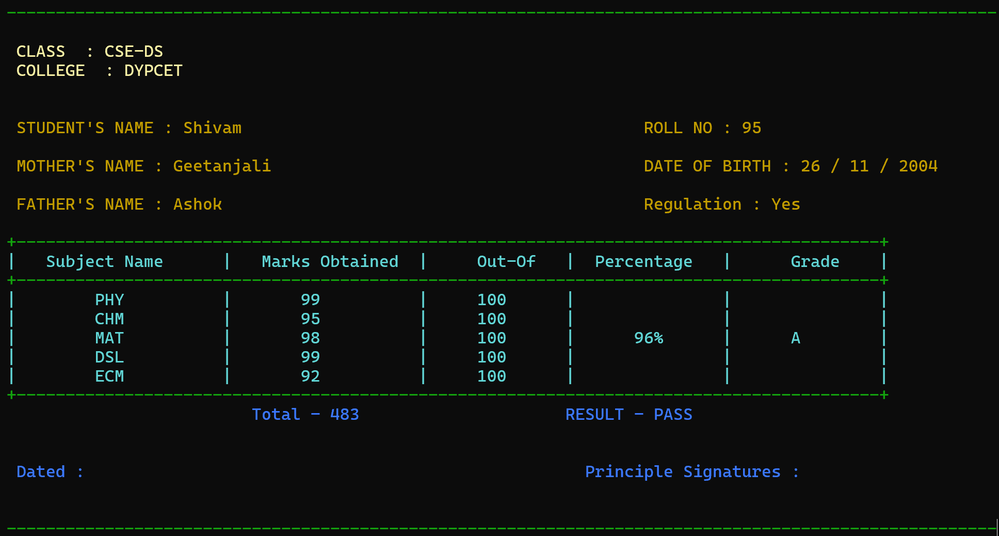 CLASS : CSE-DS
COLLEGE : DYPCET
STUDENT'S NAME : Shivam ROLL NO : 95
MOTHER'S NAME : Geetanjali DATE OF BIRTH : 26 / 11 / 2004
FATHER'S NAME : Ashok Regulation : Yes
| Subject Name | Marks Obtained | Out-Of | Percentage | Grade |
| PHY | 99 | 100 | | |
| CHM | 95 | 100 | | |
| MAT | 98 | 100 | 96% | A |
| DSL | 99 | 100 | | |
| ECM | 92 | 100 | | |
Total - 483 RESULT - PASS
Dated : Principle Signatures :